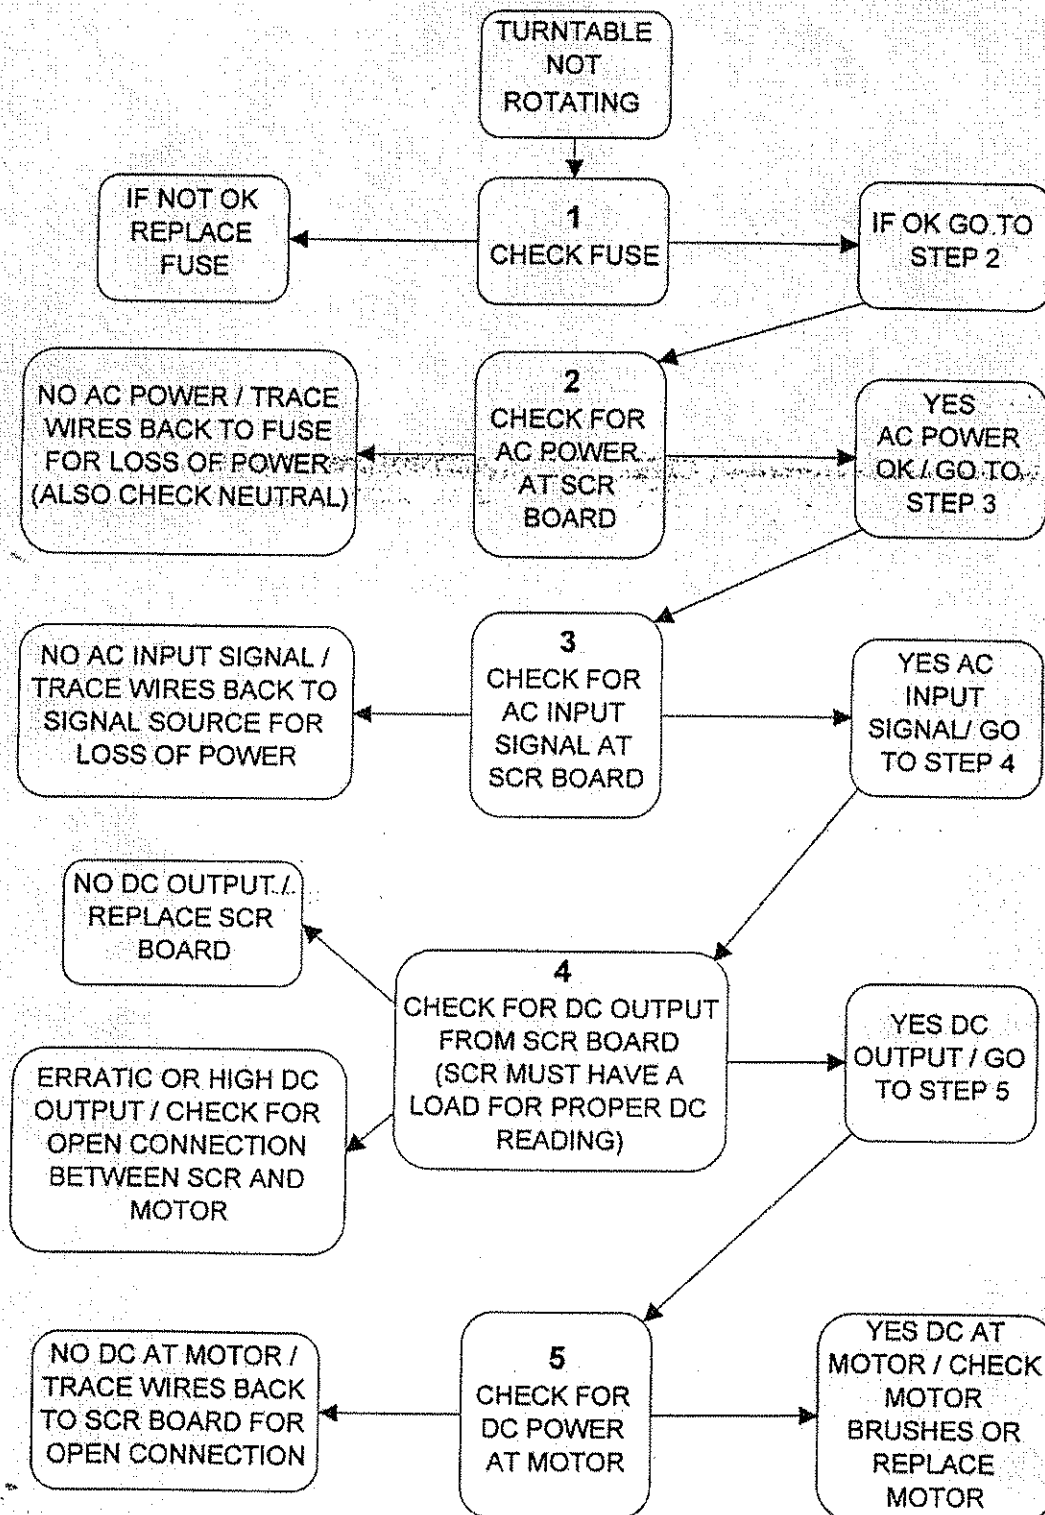 TURNTABLE
NOT
ROTATING
IF NOT OK
REPLACE
FUSE
1
CHECK FUSE
IF OK GO TO
STEP 2
NO AC POWER / TRACE
WIRES BACK TO FUSE
FOR LOSS OF POWER
(ALSO CHECK NEUTRAL)
2
CHECK FOR
AC POWER
AT SCR
BOARD
YES
AC POWER
OK / GO TO
STEP 3
NO AC INPUT SIGNAL /
TRACE WIRES BACK TO
SIGNAL SOURCE FOR
LOSS OF POWER
3
CHECK FOR
AC INPUT
SIGNAL AT
SCR BOARD
YES AC
INPUT
SIGNAL/ GO
TO STEP 4
NO DC OUTPUT /
REPLACE SCR
BOARD
ERRATIC OR HIGH DC
OUTPUT / CHECK FOR
OPEN CONNECTION
BETWEEN SCR AND
MOTOR
4
CHECK FOR DC OUTPUT
FROM SCR BOARD
(SCR MUST HAVE A
LOAD FOR PROPER DC
READING)
YES DC
OUTPUT / GO
TO STEP 5
NO DC AT MOTOR /
TRACE WIRES BACK
TO SCR BOARD FOR
OPEN CONNECTION
5
CHECK FOR
DC POWER
AT MOTOR
YES DC AT
MOTOR / CHECK
MOTOR
BRUSHES OR
REPLACE
MOTOR